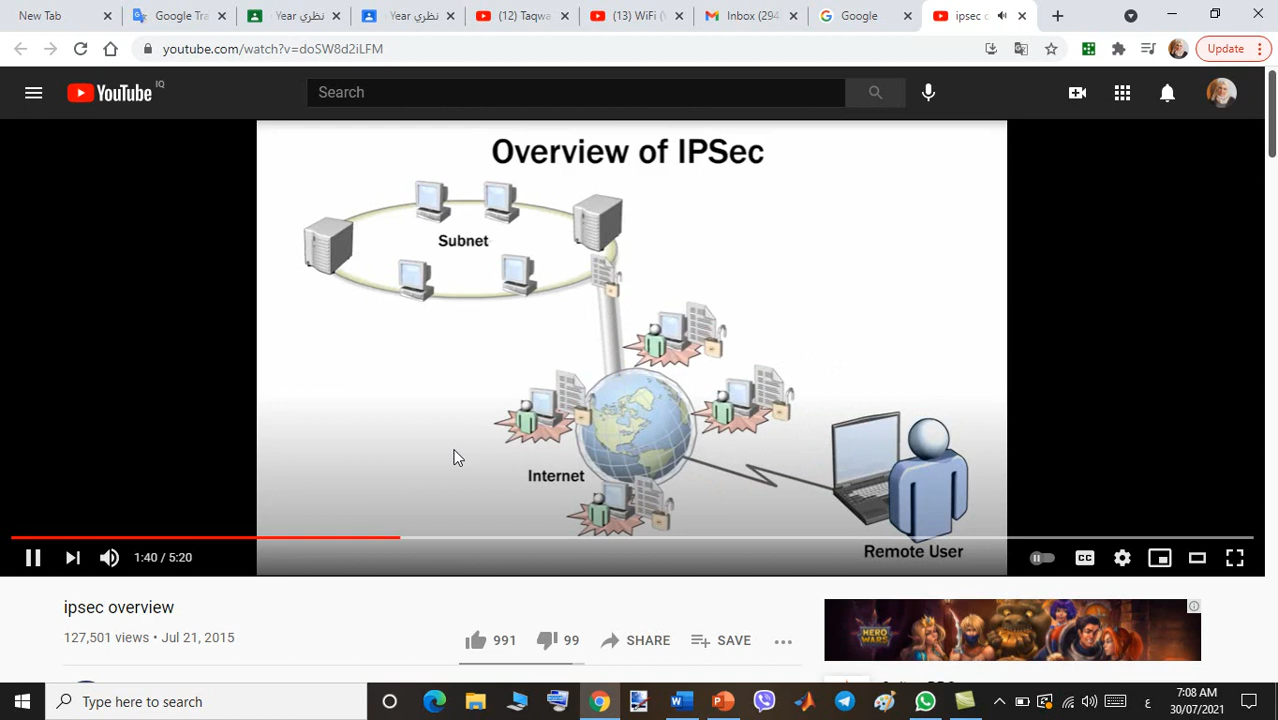 New Tab
Google Tra
Year نظري
Year نظري
(12) Taqwa
(13) WiFi (
Inbox (294
Google
ipsec o
youtube.com/watch?v=doSW8d2iLFM
Update
YouTube IQ
Search
Overview of IPSec
Subnet
Internet
Remote User
1:40 / 5:20
CC
ipsec overview
127,501 views • Jul 21, 2015
991
99
SHARE
SAVE
HERO WARS
Type here to search
ع
7:08 AM
30/07/2021